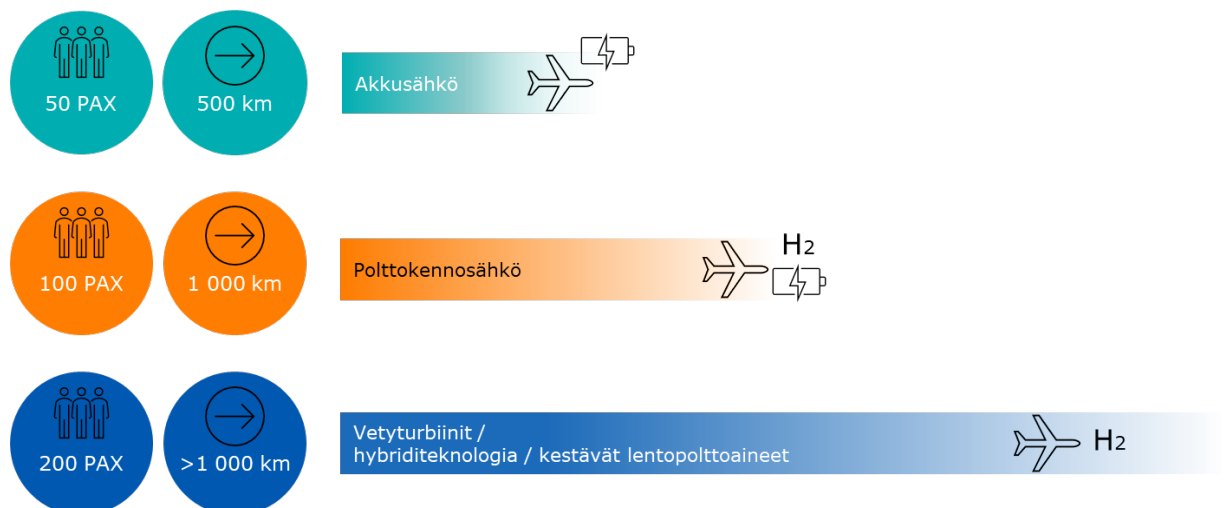 50 PAX
500 km
Akkusähkö
100 PAX
1 000 km
Polttokennosähkö
H2
200 PAX
>1 000 km
Vetyturbiinit /
hybriditeknologia / kestävät lentopolttoaineet
H2